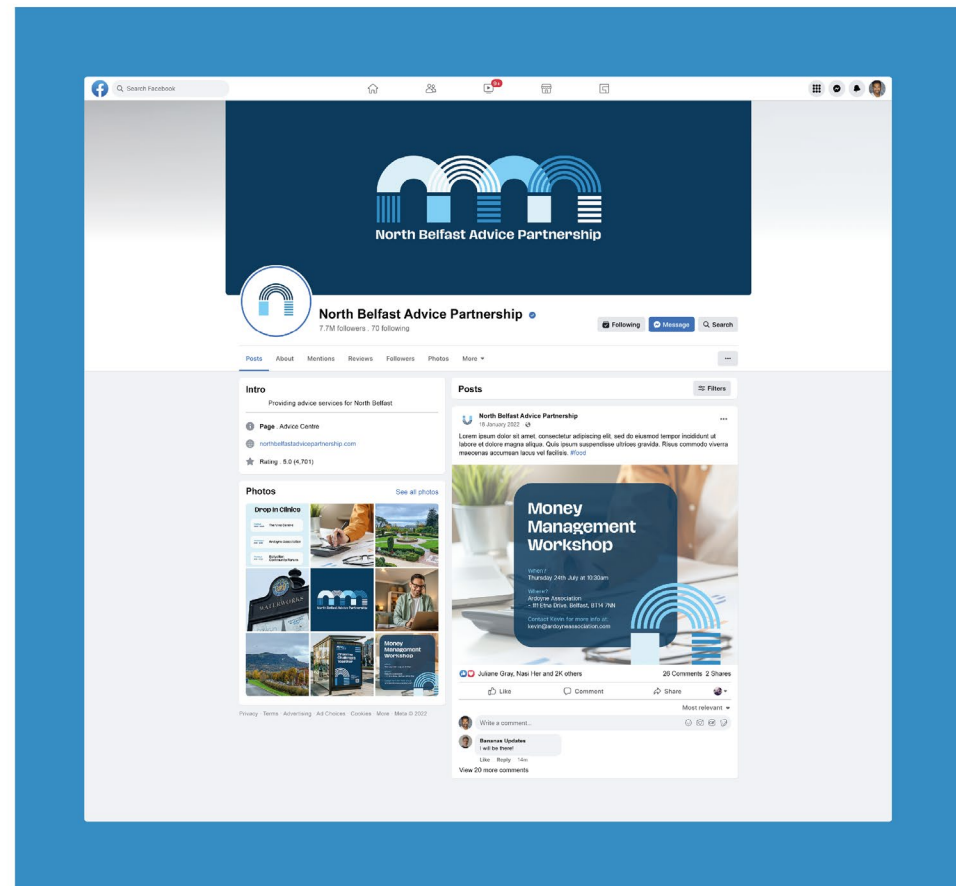 Search Facebook
9+
North Belfast Advice Partnership
North Belfast Advice Partnership
7.7M followers . 70 following
Following
Message
Search
Posts
About
Mentions
Reviews
Followers
Photos
More
Intro
Providing advice services for North Belfast
Page . Advice Centre
northbelfastadvicepartnership.com
Rating . 5.0 (4,701)
Photos
See all photos
Drop in Clinics
WATERWORKS
North Belfast Advice Partnership
Money
Management
Workshop
Privacy · Terms · Advertising · Ad Choices · Cookies · More · Meta © 2022
Posts
Filters
North Belfast Advice Partnership
16 January 2022
Lorem ipsum dolor sit amet, consectetur adipiscing elit, sed do eiusmod tempor incididunt ut
labore et dolore magna aliqua. Quis ipsum suspendisse ultrices gravida. Risus commodo viverra
maecenas accumsan lacus vel facilisis. #food
Money
Management
Workshop
When?
Thursday 24th July at 10:30am
Where?
Ardoyne Association
- 111 Etna Drive, Belfast, BT14 7NN
Contact Kevin for more info at:
kevin@ardoyneassociation.com
Juliane Gray, Nasi Her and 2K others
26 Comments 2 Shares
Like
Comment
Share
Most relevant
Write a comment...
Bananas Updates
I will be there!
Like Reply 14m
View 20 more comments